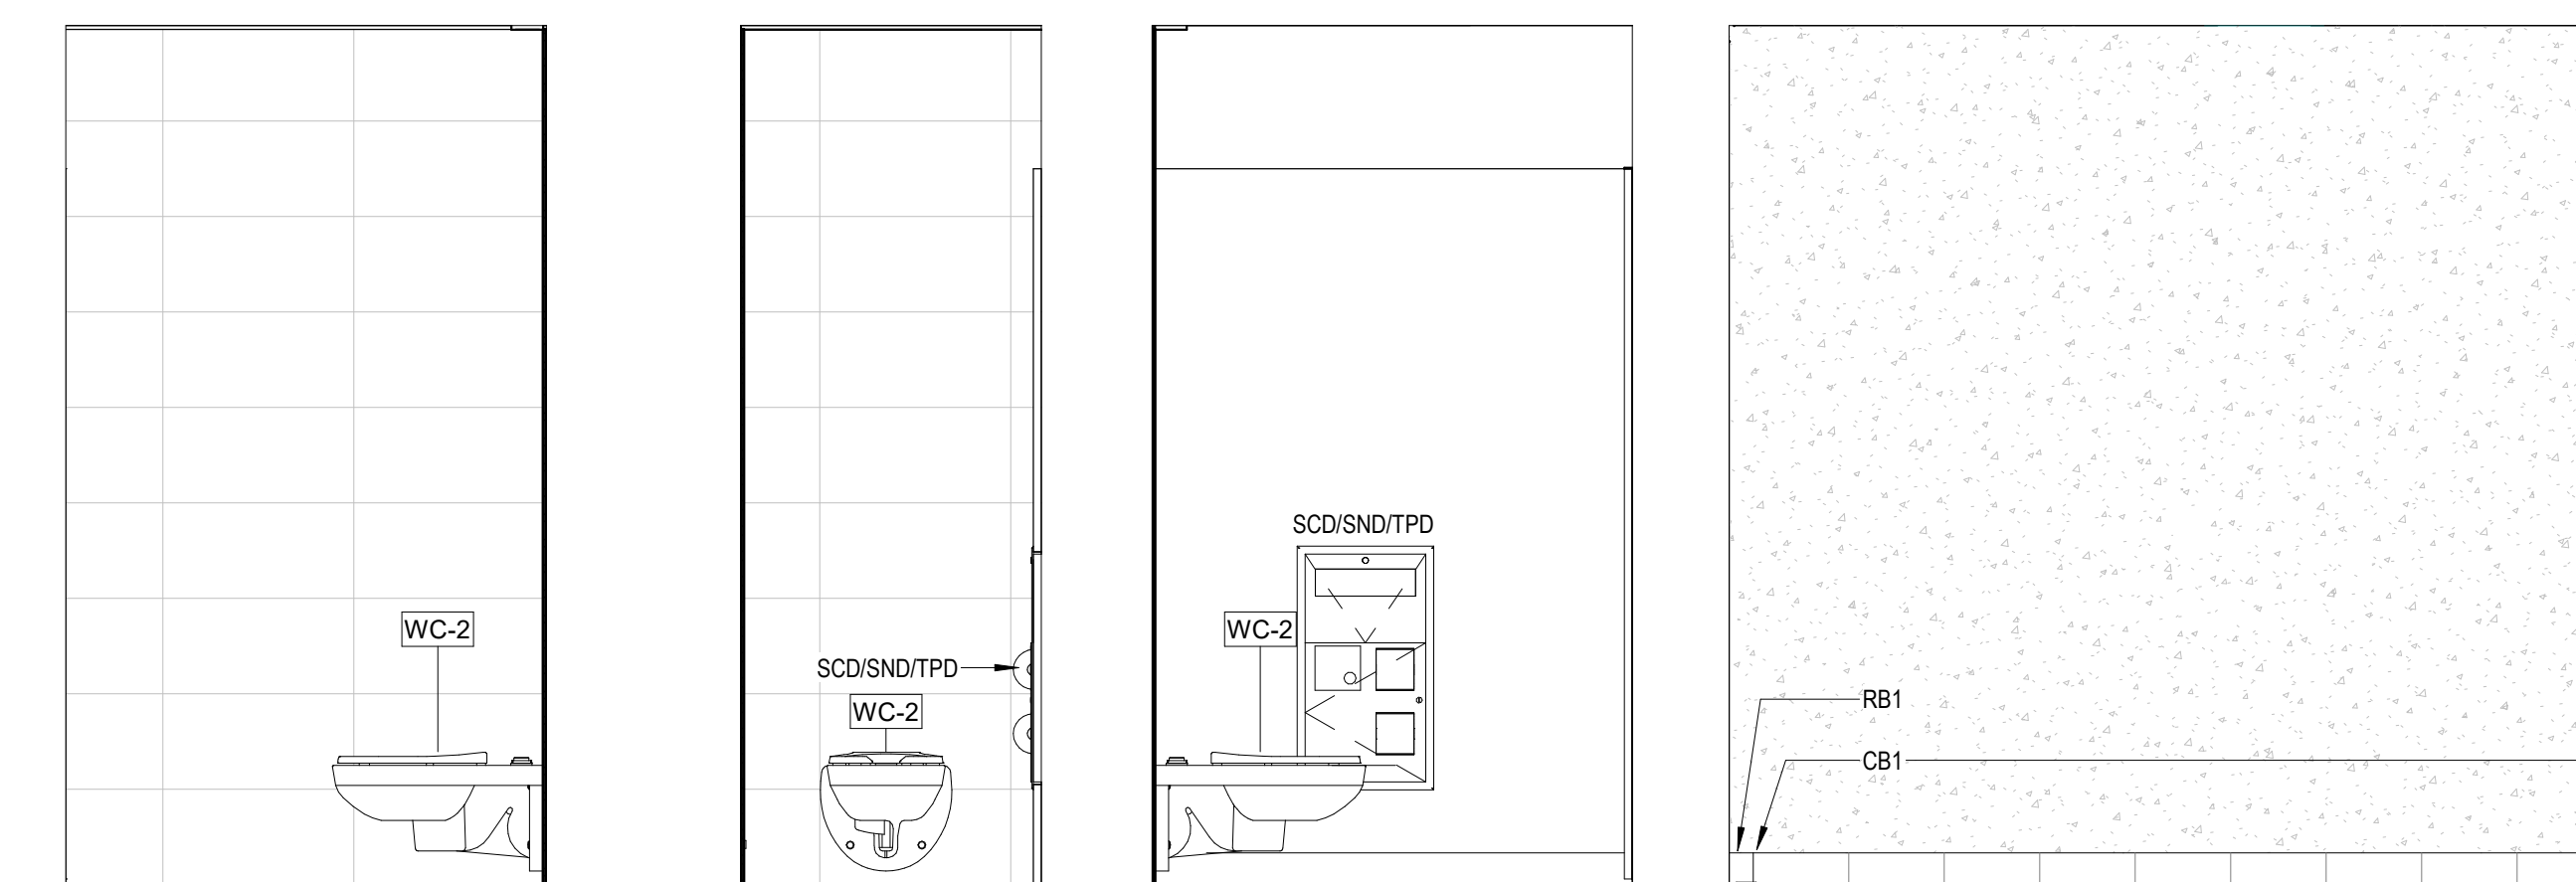 WC-2
SCD/SND/TPD
WC-2
SCD/SND/TPD
WC-2
RB1
CB1